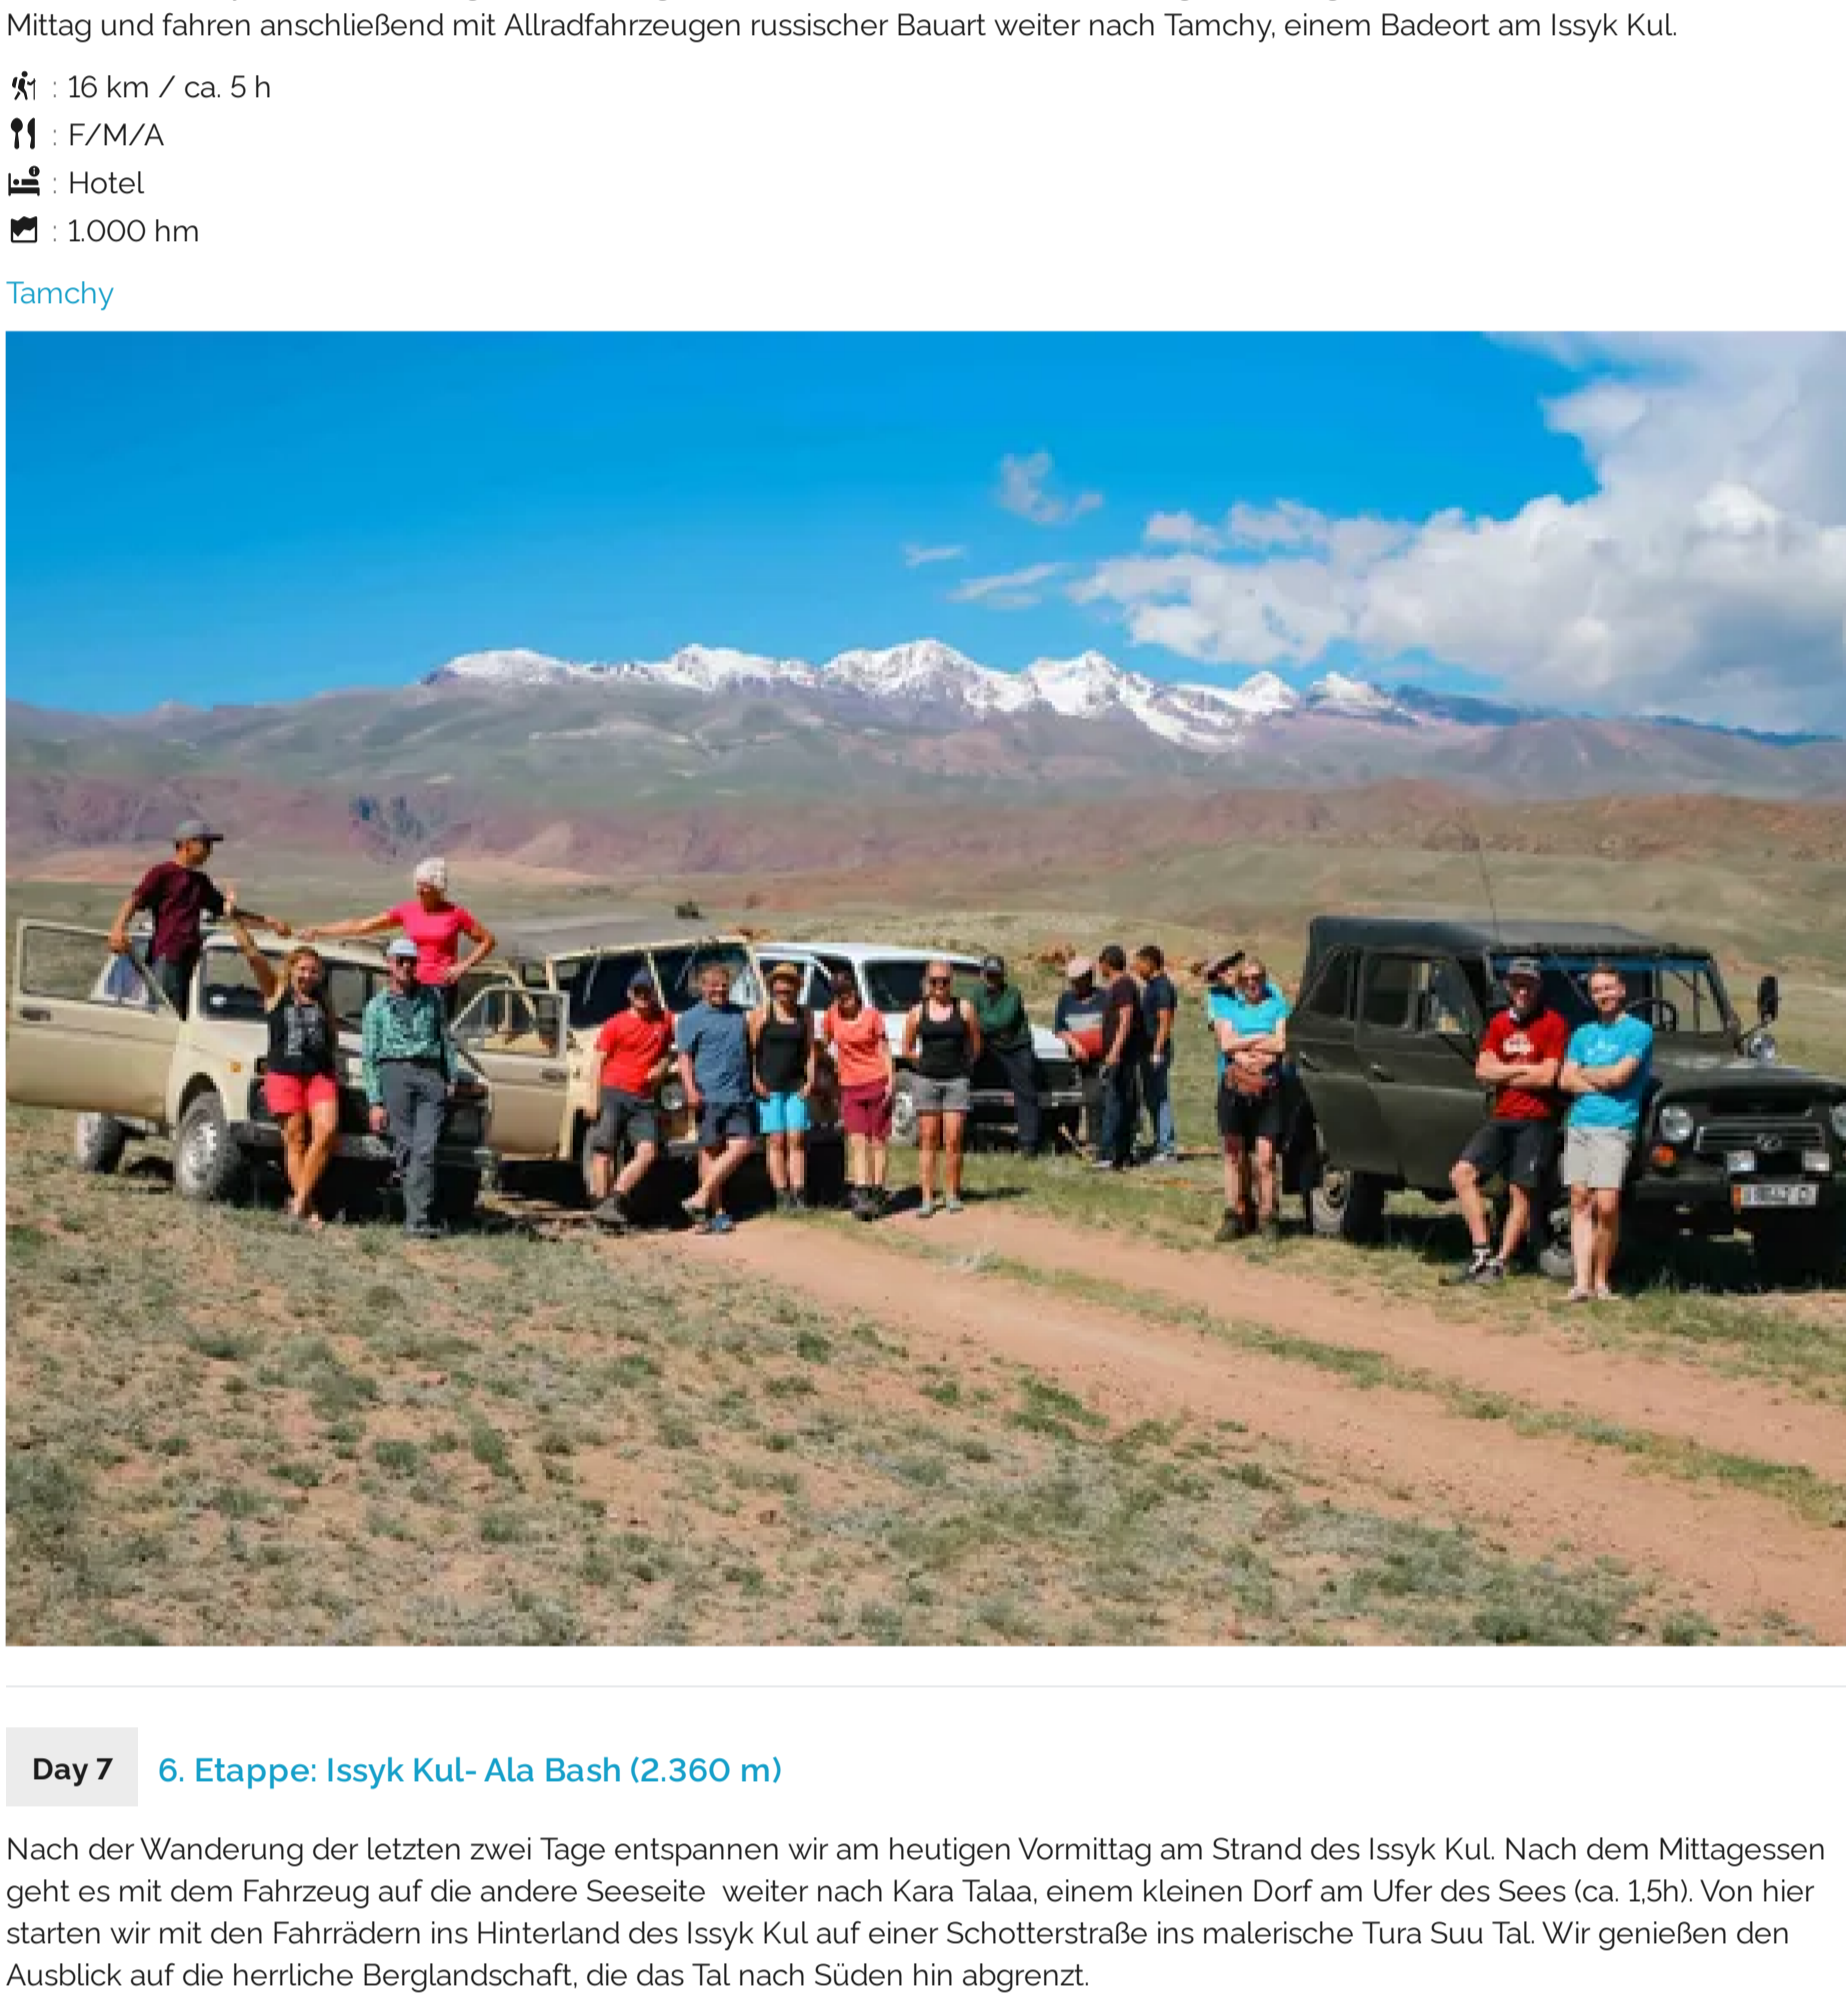 Mittag und fahren anschließend mit Allradfahrzeugen russischer Bauart weiter nach Tamchy, einem Badeort am Issyk Kul.
: 16 km / ca. 5 h
: F/M/A
: Hotel
: 1.000 hm
Tamchy
Day 7
6. Etappe: Issyk Kul- Ala Bash (2.360 m)
Nach der Wanderung der letzten zwei Tage entspannen wir am heutigen Vormittag am Strand des Issyk Kul. Nach dem Mittagessen
geht es mit dem Fahrzeug auf die andere Seeseite  weiter nach Kara Talaa, einem kleinen Dorf am Ufer des Sees (ca. 1,5h). Von hier
starten wir mit den Fahrrädern ins Hinterland des Issyk Kul auf einer Schotterstraße ins malerische Tura Suu Tal. Wir genießen den
Ausblick auf die herrliche Berglandschaft, die das Tal nach Süden hin abgrenzt.